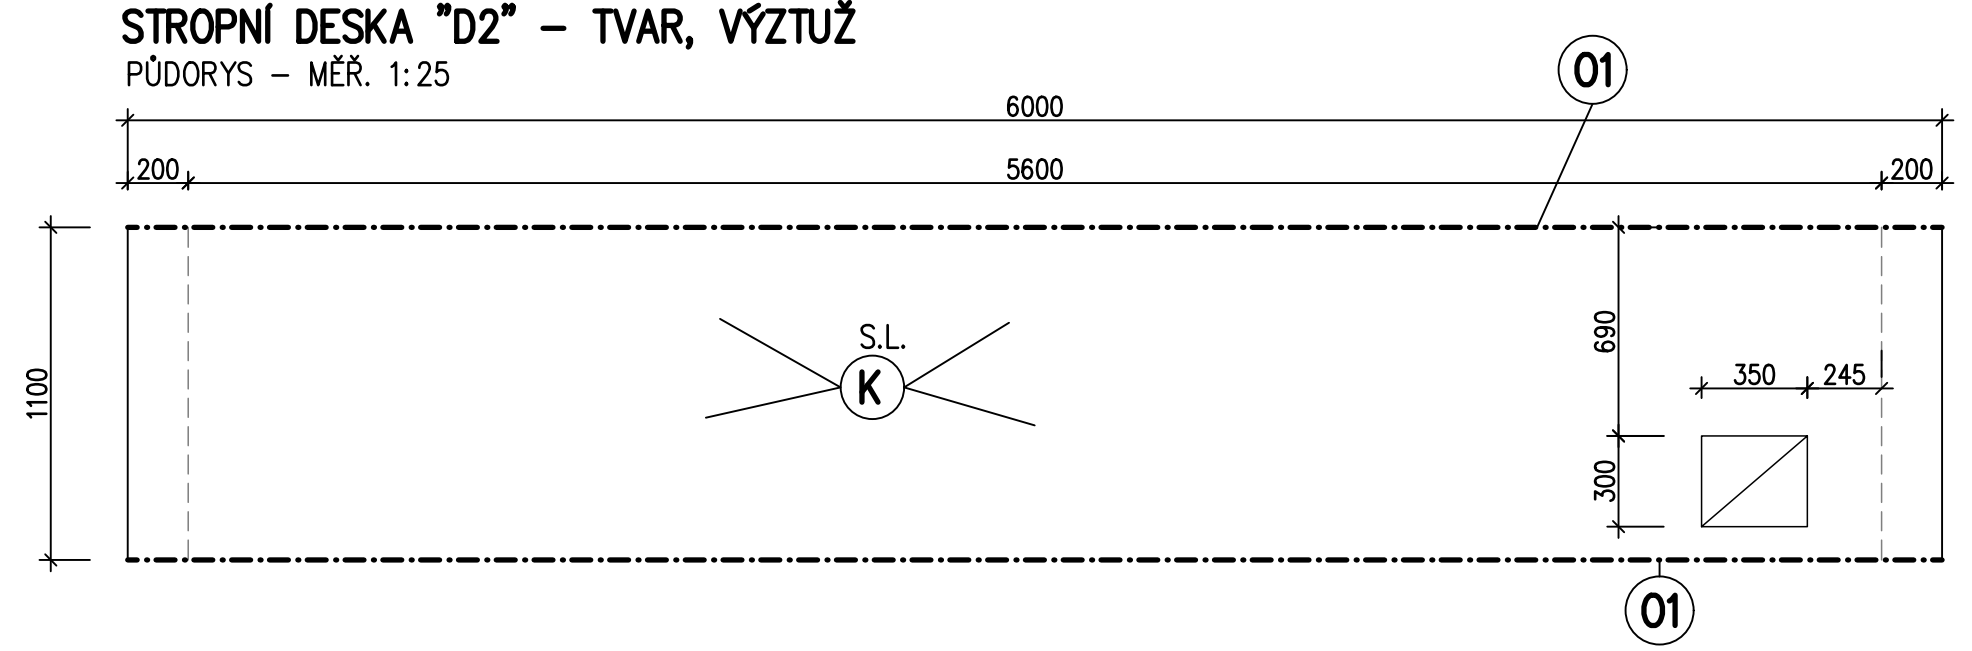 STROPNÍ DESKA "D2" – TVAR, VÝZTUŽ
PŮDORYS – MĚŘ. 1:25
01
6000
200
5600
200
690
S.L.
K
1100
350
245
300
01